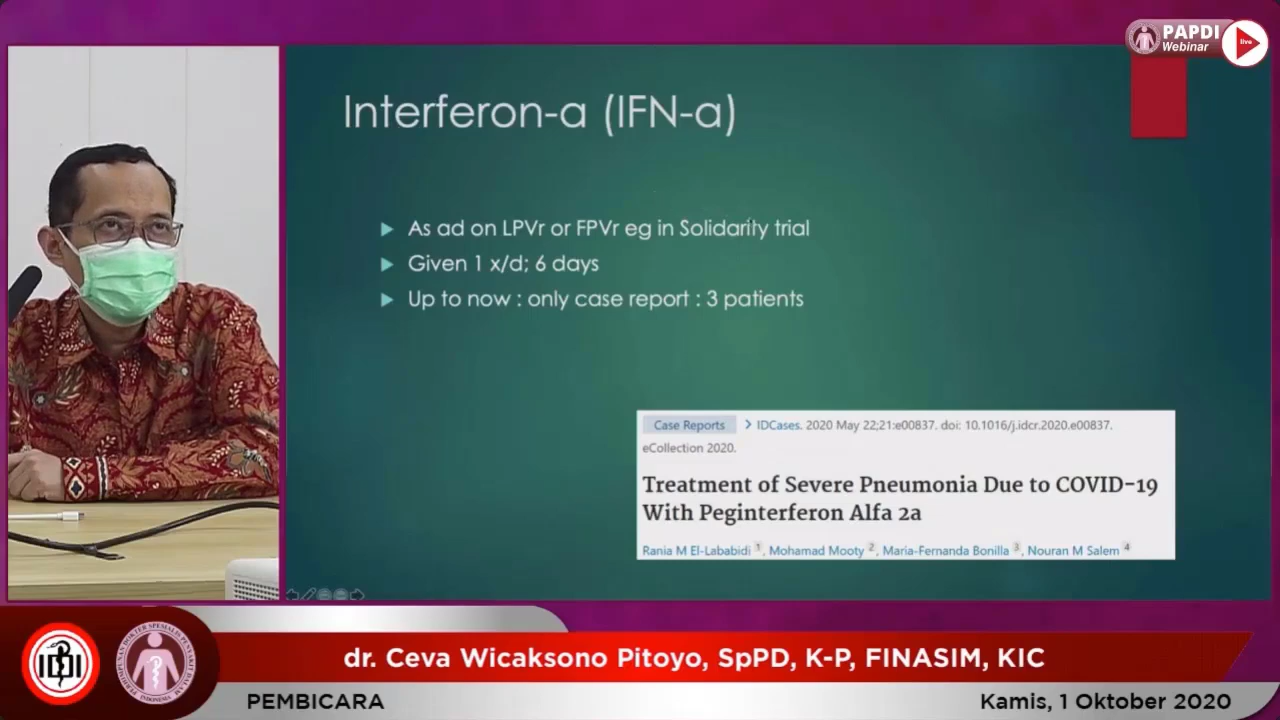 PAPDI
Webinar
live
Interferon-a (IFN-a)
As ad on LPVr or FPVr eg in Solidarity trial
Given 1 x/d; 6 days
Up to now : only case report : 3 patients
Case Reports > IDCases. 2020 May 22;21:e00837. doi: 10.1016/j.idcr.2020.e00837.
eCollection 2020.
Treatment of Severe Pneumonia Due to COVID-19
With Peginterferon Alfa 2a
Rania M El-Lababidi 1, Mohamad Mooty 2, Maria-Fernanda Bonilla 3, Nouran M Salem 4
IDI
dr. Ceva Wicaksono Pitoyo, SpPD, K-P, FINASIM, KIC
PEMBICARA
Kamis, 1 Oktober 2020